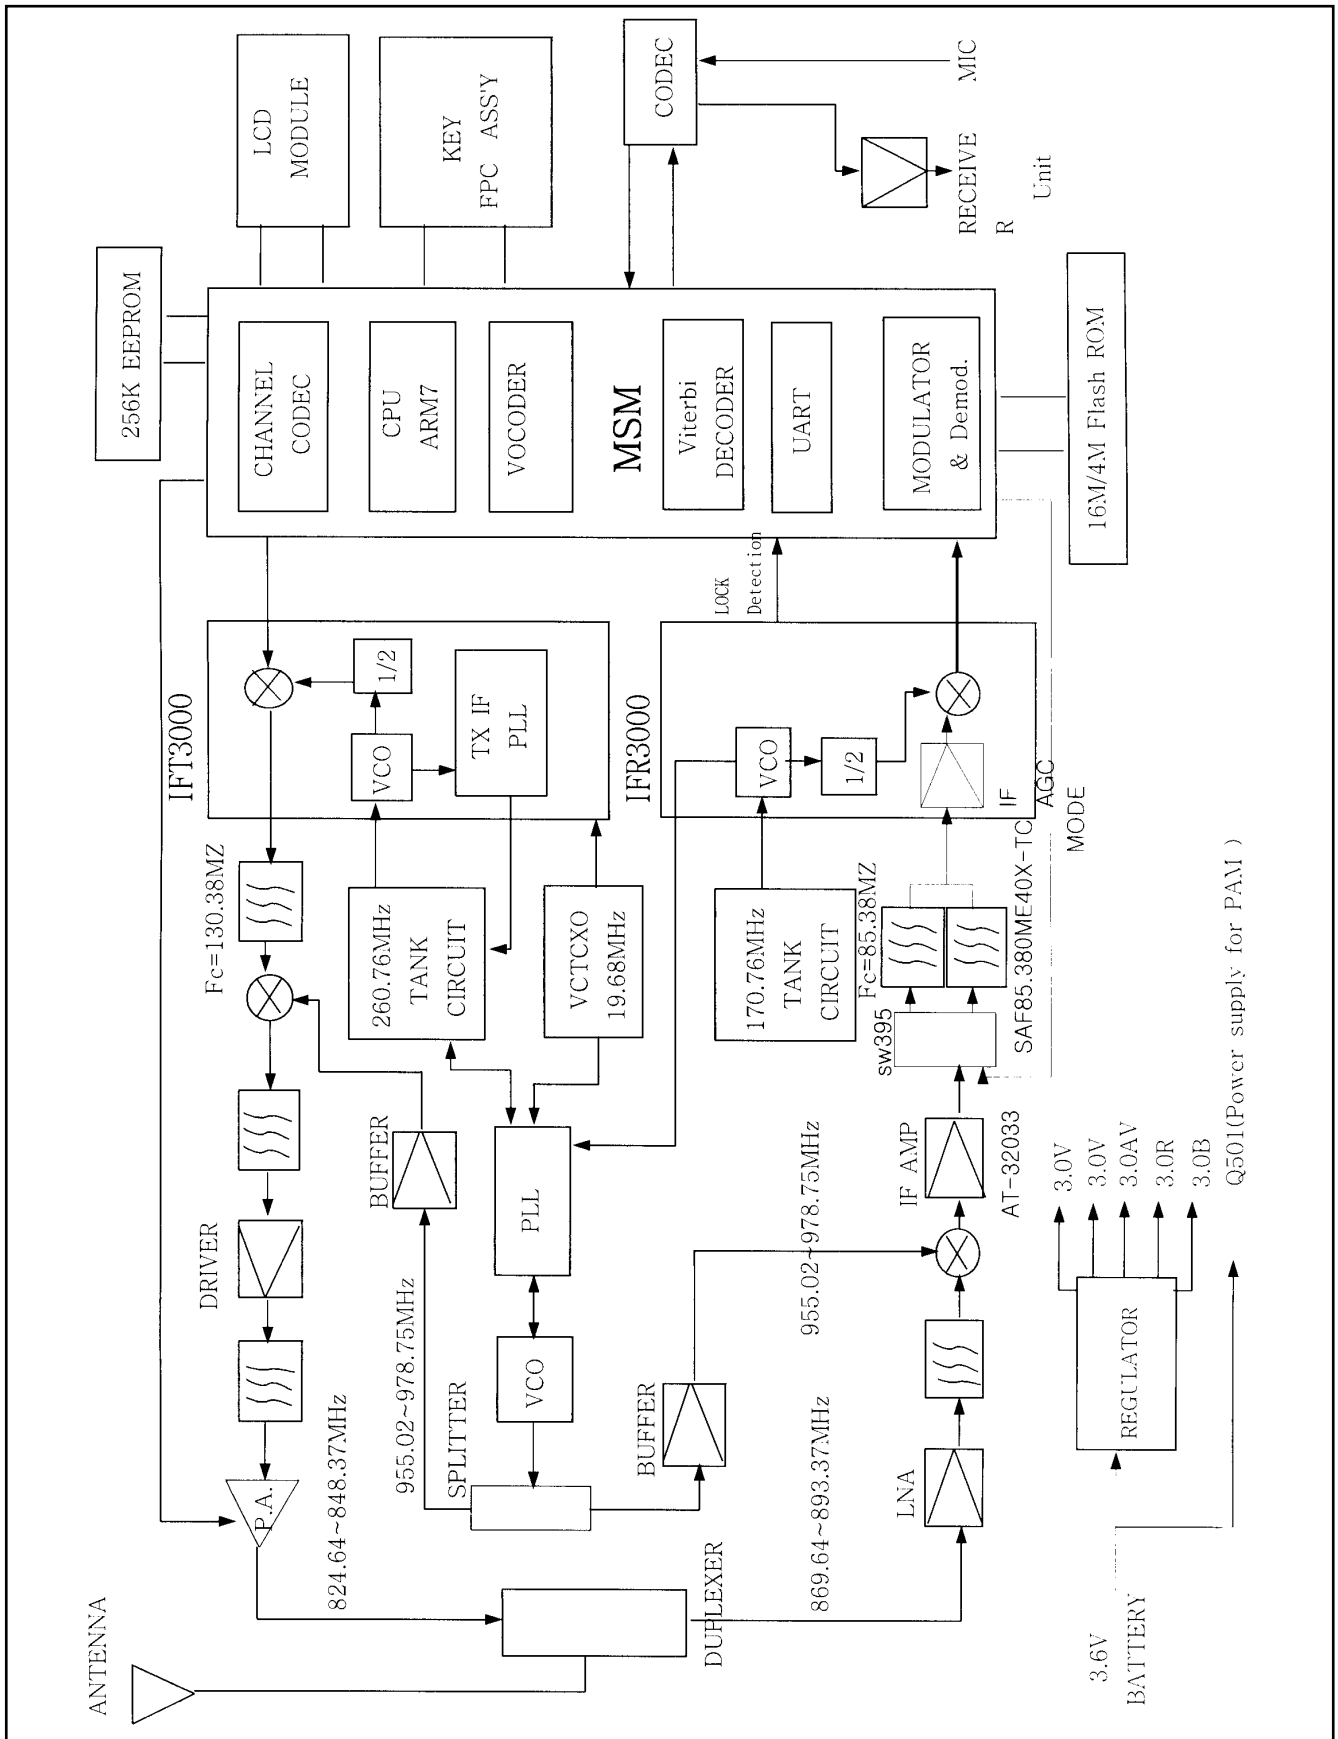 ANTENNA
DUPLEXER
P.A.
824.64~848.37MHz
DRIVER
Fc=130.38MZ
IFT3000
VCO
1/2
TX IF
PLL
260.76MHz
TANK
CIRCUIT
VCTCXO
19.68MHz
BUFFER
955.02~978.75MHz
SPLITTER
VCO
PLL
BUFFER
955.02~978.75MHz
869.64~893.37MHz
LNA
IF AMP
AT-32033
sw395
Fc=85.38MZ
SAF85.380ME40X-TC
170.76MHz
TANK
CIRCUIT
IFR3000
VCO
1/2
IF
AGC
MODE
LOCK
Detection
256K EEPROM
CHANNEL
CODEC
CPU
ARM7
VOCODER
MSM
Viterbi
DECODER
UART
MODULATOR
& Demod.
16M/4M Flash ROM
LCD
MODULE
KEY
FPC ASS'Y
CODEC
MIC
RECEIVE
R
Unit
3.6V
BATTERY
REGULATOR
3.0V
3.0V
3.0AV
3.0R
3.0B
Q501(Power supply for PAM )